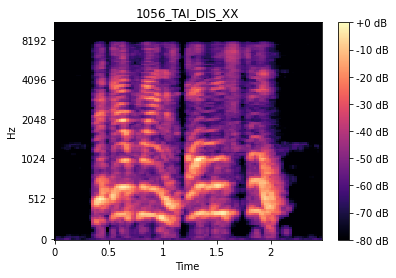 1056_TAI_DIS_XX
+0 dB
8192
-10 dB
4096
-20 dB
-30 dB
2048
Hz
-40 dB
1024
-50 dB
512
-60 dB
-70 dB
0
-80 dB
0 0.5 1 1.5 2
Time